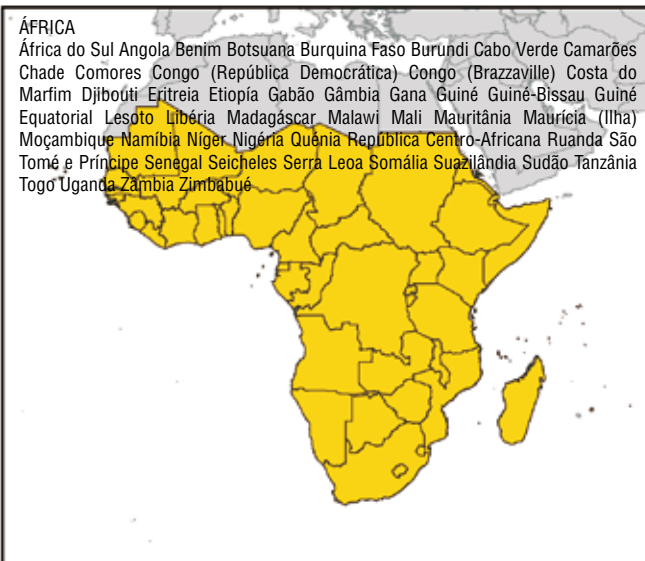 ÁFRICA
África do Sul Angola Benim Botsuana Burquina Faso Burundi Cabo Verde Camarões
Chade Comores Congo (República Democrática) Congo (Brazzaville) Costa do
Marfim Djibouti Eritreia Etiopía Gabão Gâmbia Gana Guiné Guiné-Bissau Guiné
Equatorial Lesoto Libéria Madagáscar Malawi Mali Mauritânia Maurícia (Ilha)
Moçambique Namíbia Níger Nigéria Quénia República Centro-Africana Ruanda São
Tomé e Príncipe Senegal Seicheles Serra Leoa Somália Suazilândia Sudão Tanzânia
Togo Uganda Zâmbia Zimbabué